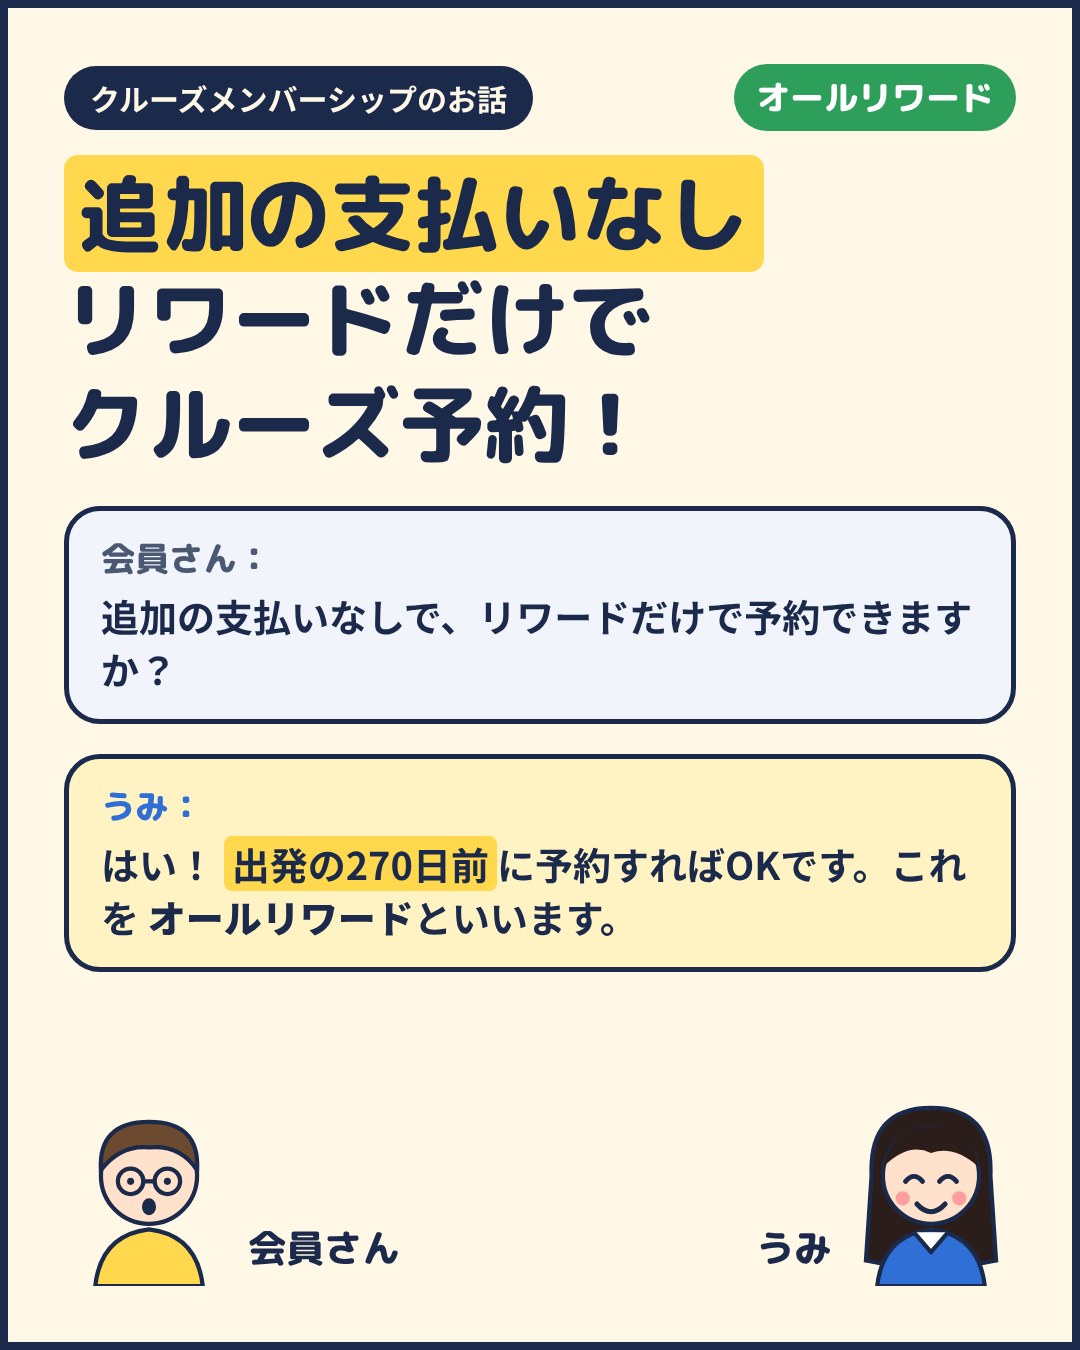 クルーズメンバーシップのお話
オールリワード
追加の支払いなし
リワードだけで
クルーズ予約！
会員さん：
追加の支払いなしで、リワードだけで予約できます
か？
うみ：
はい！ 出発の270日前に予約すればOKです。これ
を オールリワードといいます。
会員さん
うみ